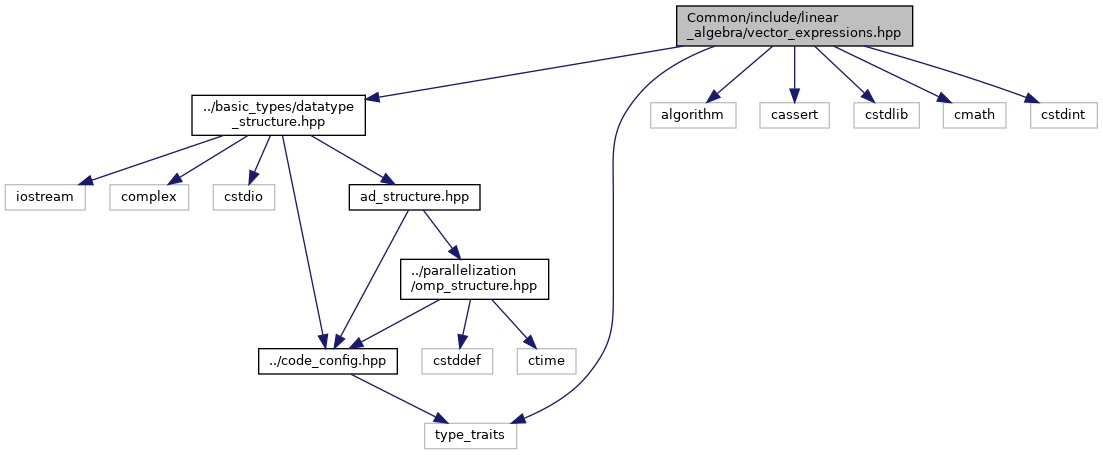 Common/include/linear
_algebra/vector_expressions.hpp
../basic_types/datatype
_structure.hpp
algorithm
cassert
cstdlib
cmath
cstdint
iostream
complex
cstdio
ad_structure.hpp
../parallelization
/omp_structure.hpp
../code_config.hpp
cstddef
ctime
type_traits